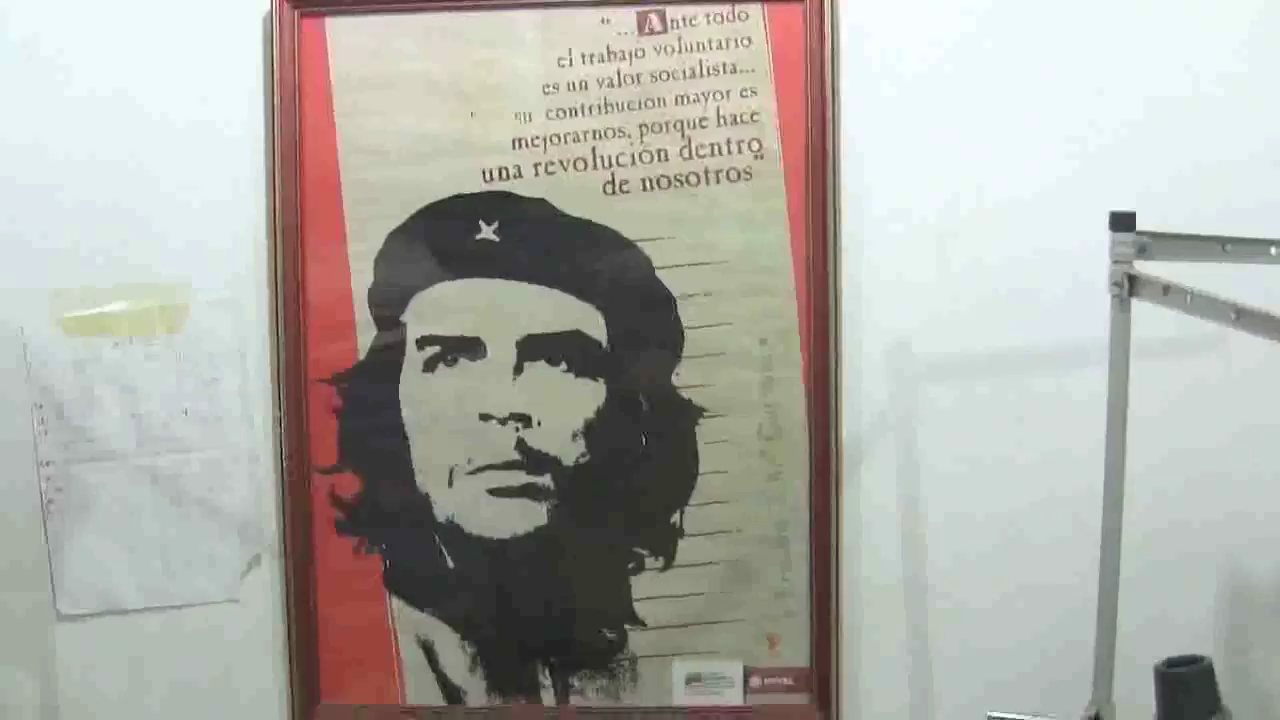 "...Ante todo
el trabajo voluntario
es un valor socialista...
su contribución mayor es
mejorarnos, porque hace
una revolución dentro
de nosotros"